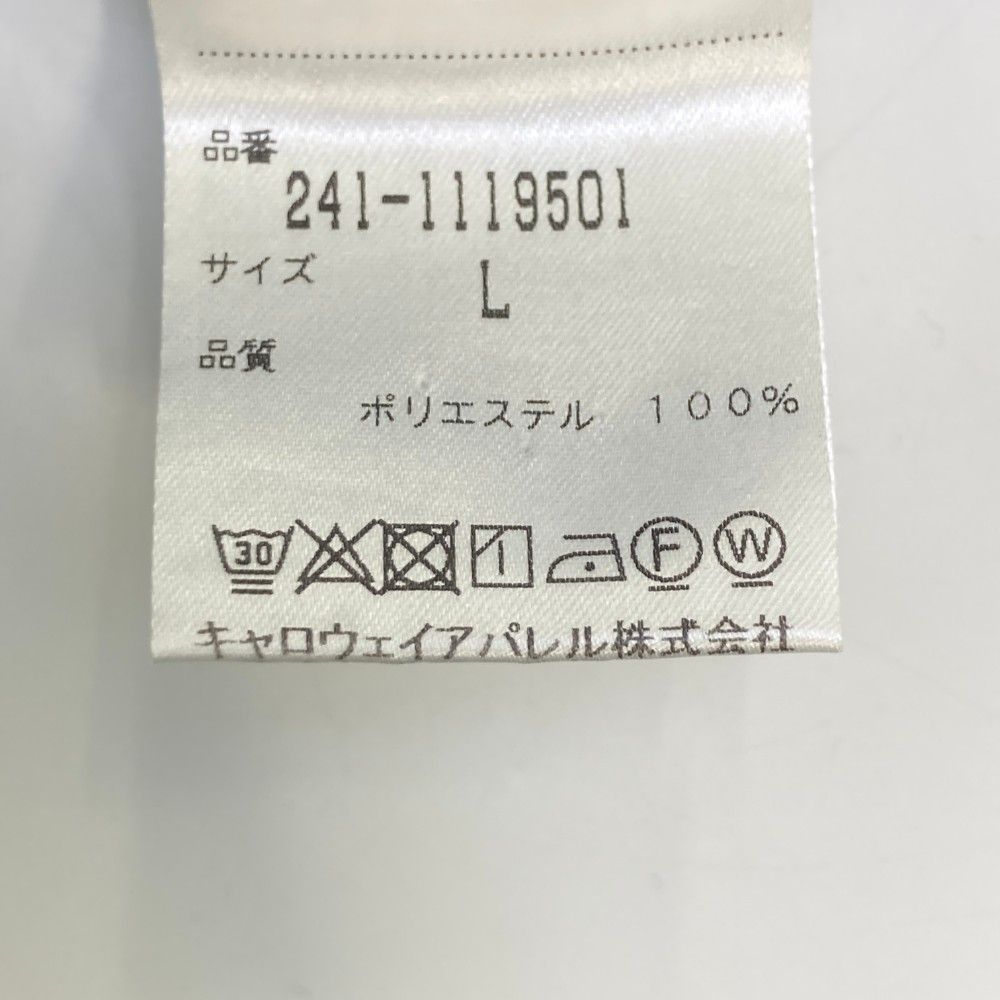 品番
241-1119501
サイズ
L
品質
ポリエステル 100%
30 F W
キャロウェイアパレル株式会社